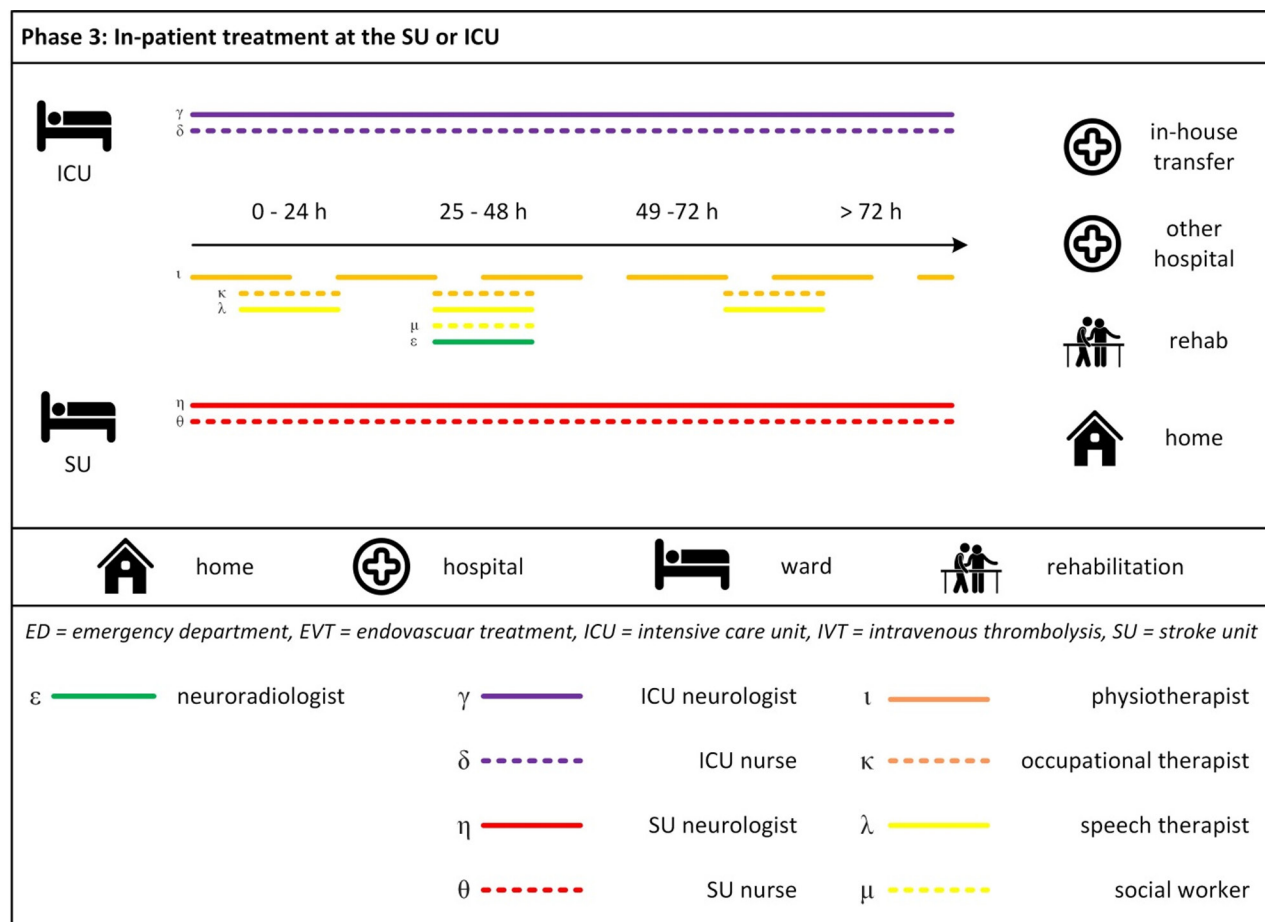 Phase 3: In-patient treatment at the SU or ICU
γ
δ
ICU
in-house
transfer
0 - 24 h 25 - 48 h 49 -72 h > 72 h
other
hospital
ι
κ
λ
μ
ε
rehab
η
θ
SU
home
home hospital ward rehabilitation
ED = emergency department, EVT = endovascuar treatment, ICU = intensive care unit, IVT = intravenous thrombolysis, SU = stroke unit
ε neuroradiologist γ ICU neurologist ι physiotherapist
δ ICU nurse κ occupational therapist
η SU neurologist λ speech therapist
θ SU nurse μ social worker